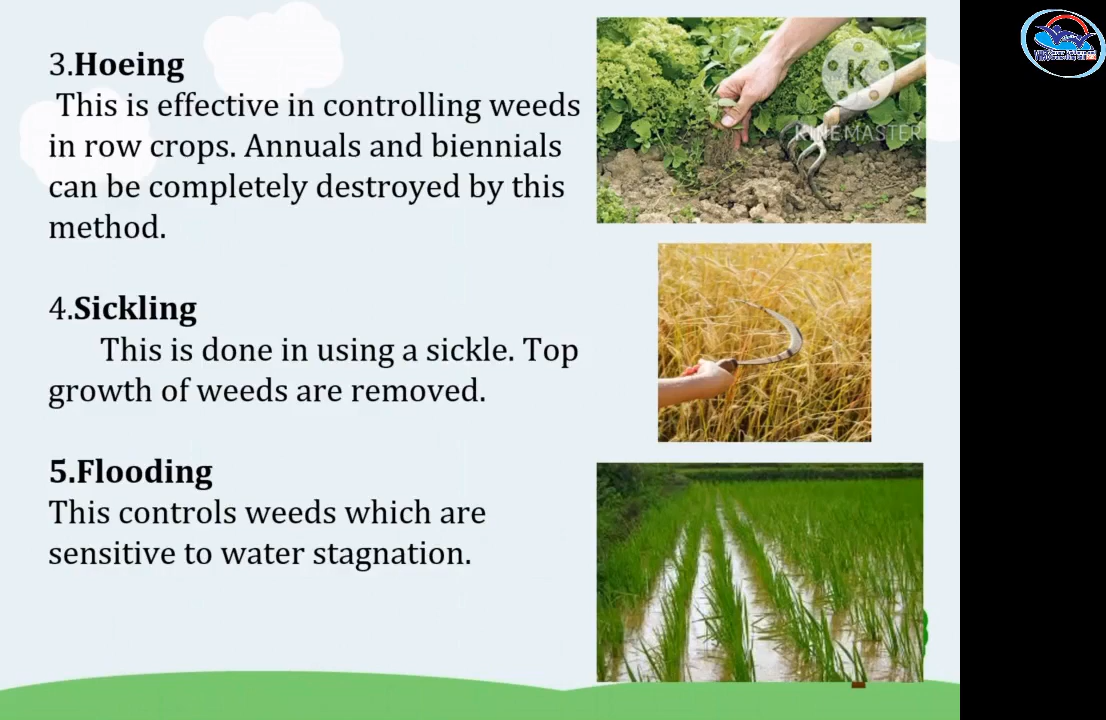 3.Hoeing
This is effective in controlling weeds
in row crops. Annuals and biennials
can be completely destroyed by this
method.
4.Sickling
This is done in using a sickle. Top
growth of weeds are removed.
5.Flooding
This controls weeds which are
sensitive to water stagnation.
K
KINEMASTER